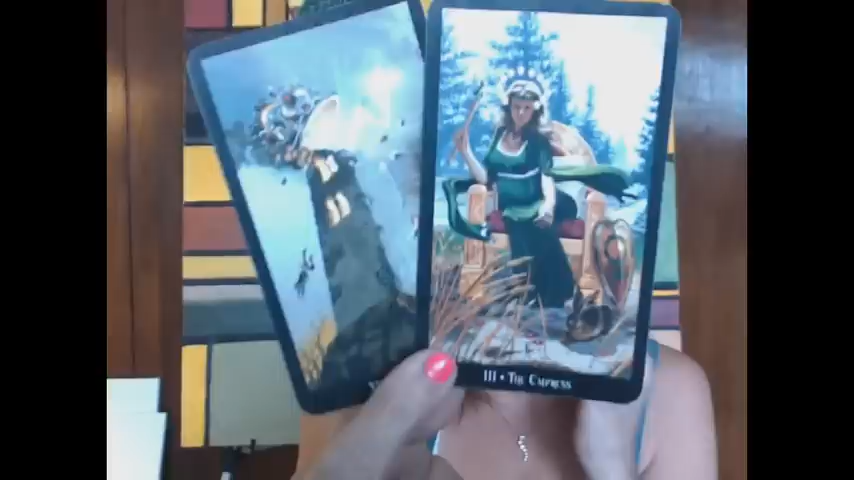 III • The Empress